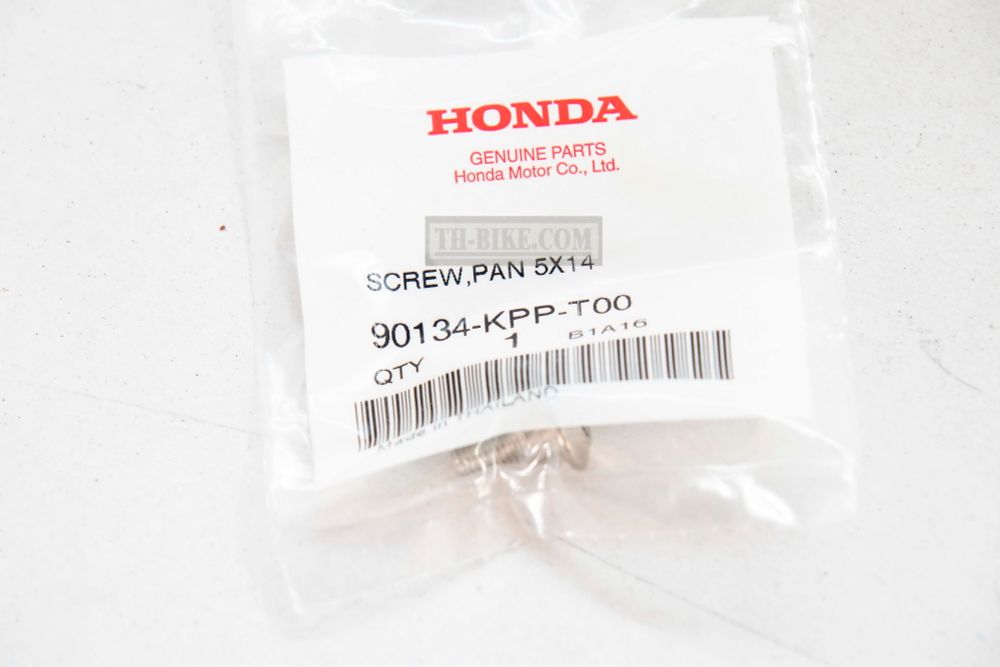 HONDA
GENUINE PARTS
Honda Motor Co., Ltd.
TH-BIKE.COM
SCREW,PAN 5X14
90134-KPP-T00
QTY 1 B1A16
Made in THAILAND